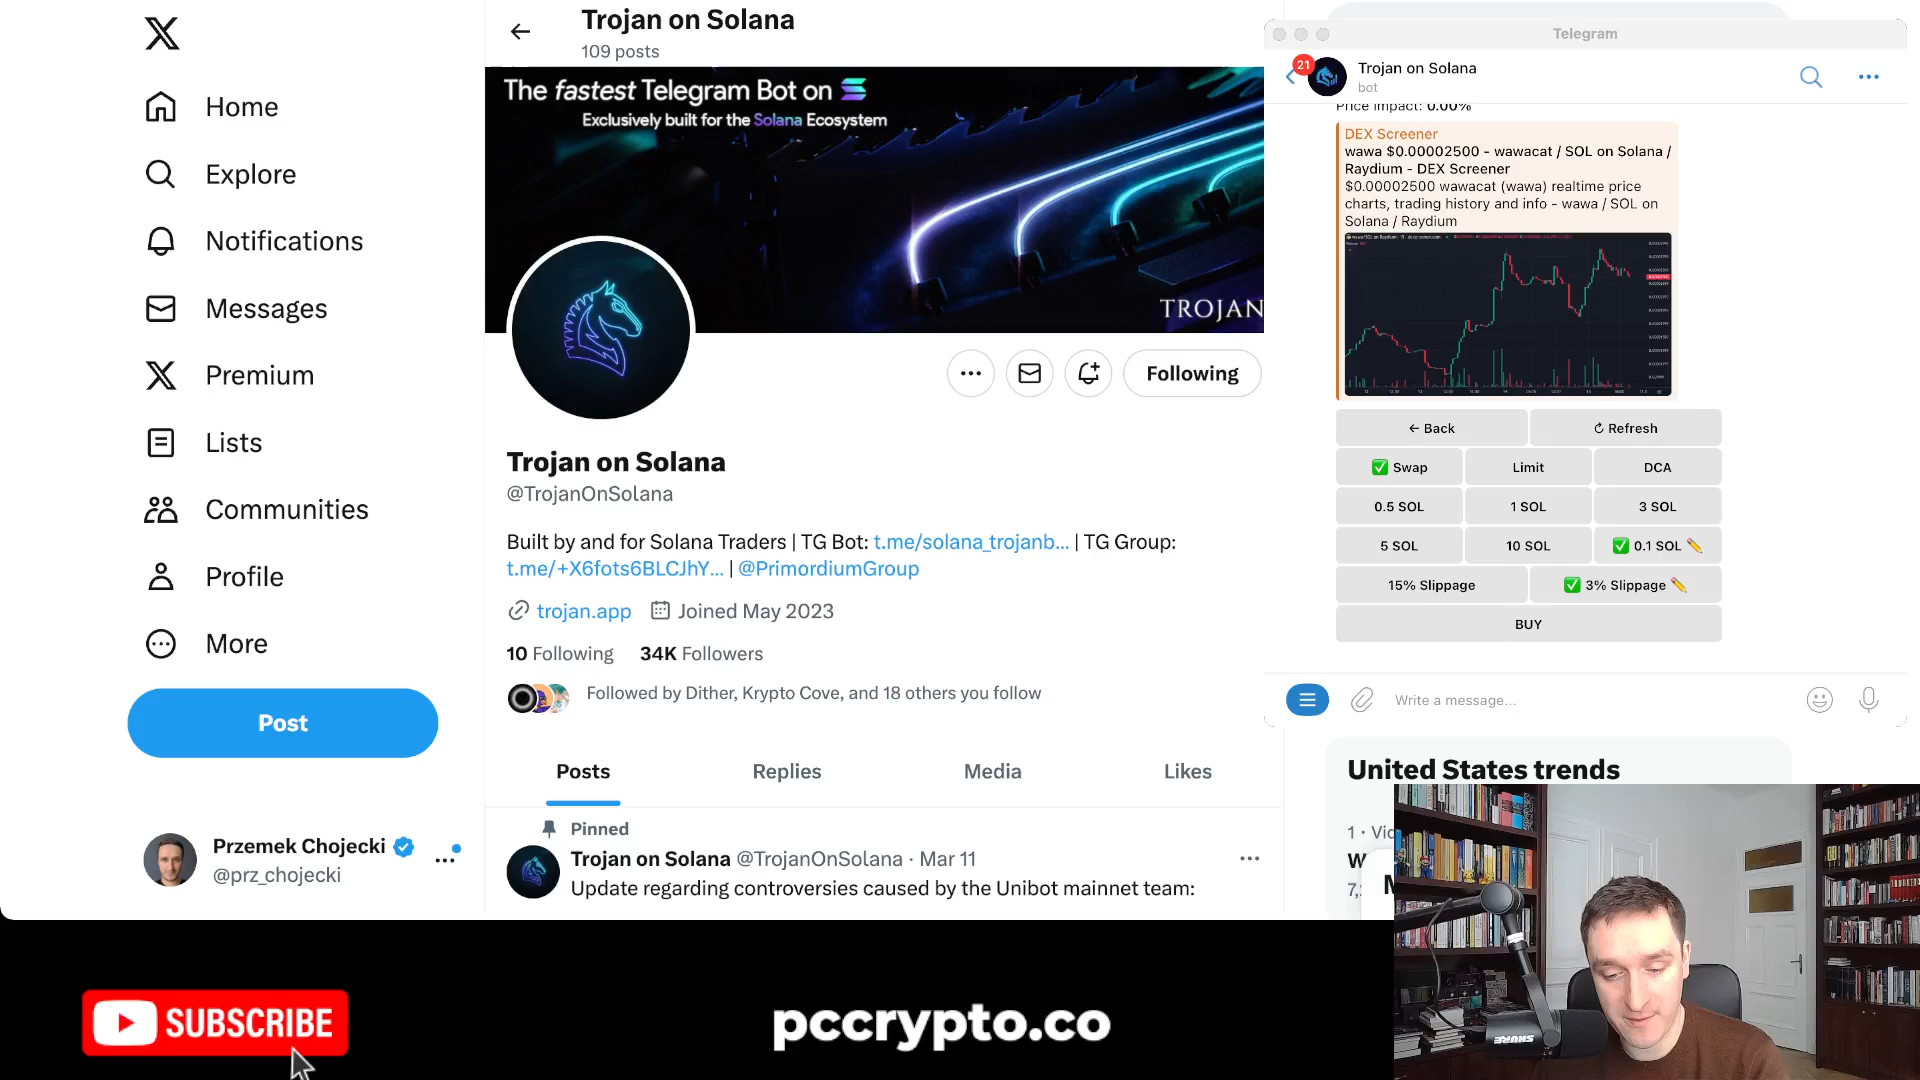 Home
Explore
Notifications
Messages
Premium
Lists
Communities
Profile
More
Post
Przemek Chojecki
@prz_chojecki
Trojan on Solana
109 posts
The fastest Telegram Bot on
Exclusively built for the Solana Ecosystem
TROJAN
Following
Trojan on Solana
@TrojanOnSolana
Built by and for Solana Traders | TG Bot: t.me/solana_trojanb... | TG Group:
t.me/+X6fots6BLCJhY... | @PrimordiumGroup
trojan.app Joined May 2023
10 Following 34K Followers
Followed by Dither, Krypto Cove, and 18 others you follow
Posts Replies Media Likes
Pinned
Trojan on Solana @TrojanOnSolana · Mar 11
Update regarding controversies caused by the Unibot mainnet team:
Telegram
21
Trojan on Solana
bot
Price impact: 0.00%
DEX Screener
wawa $0.00002500 - wawacat / SOL on Solana /
Raydium - DEX Screener
$0.00002500 wawacat (wawa) realtime price
charts, trading history and info - wawa / SOL on
Solana / Raydium
← Back ↻ Refresh
✅ Swap Limit DCA
0.5 SOL 1 SOL 3 SOL
5 SOL 10 SOL ✅ 0.1 SOL ✏️
15% Slippage ✅ 3% Slippage ✏️
BUY
Write a message...
United States trends
SUBSCRIBE
pccrypto.co
SHURE